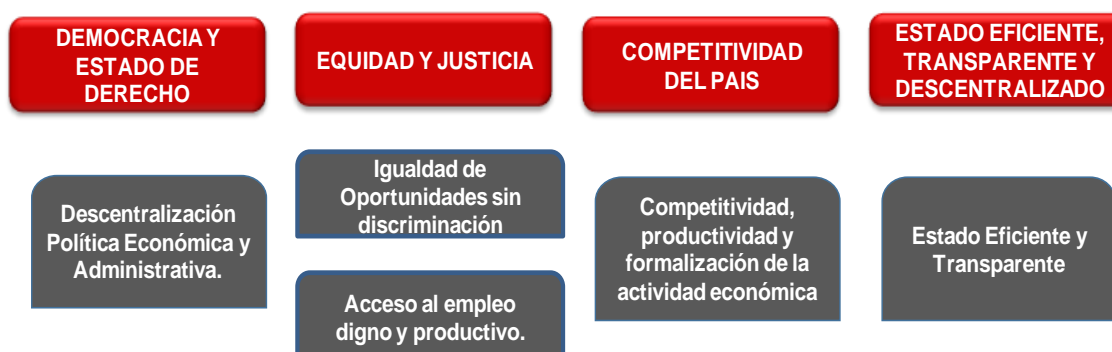 DEMOCRACIA Y
ESTADO DE
DERECHO
EQUIDAD Y JUSTICIA
COMPETITIVIDAD
DEL PAIS
ESTADO EFICIENTE,
TRANSPARENTE Y
DESCENTRALIZADO
Descentralización
Política Económica y
Administrativa.
Igualdad de
Oportunidades sin
discriminación
Acceso al empleo
digno y productivo.
Competitividad,
productividad y
formalización de la
actividad económica
Estado Eficiente y
Transparente